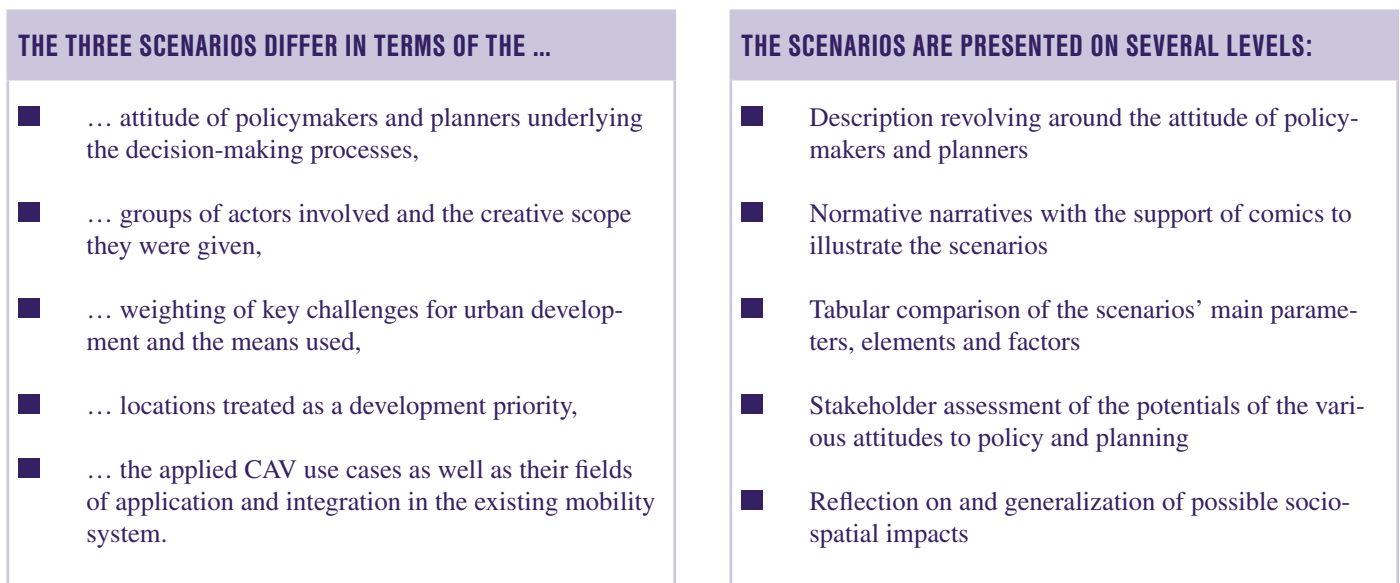 THE THREE SCENARIOS DIFFER IN TERMS OF THE ...
… attitude of policymakers and planners underlying
the decision-making processes,
… groups of actors involved and the creative scope
they were given,
… weighting of key challenges for urban develop-
ment and the means used,
… locations treated as a development priority,
… the applied CAV use cases as well as their fields
of application and integration in the existing mobility
system.
THE SCENARIOS ARE PRESENTED ON SEVERAL LEVELS:
Description revolving around the attitude of policy-
makers and planners
Normative narratives with the support of comics to
illustrate the scenarios
Tabular comparison of the scenarios’ main parame-
ters, elements and factors
Stakeholder assessment of the potentials of the vari-
ous attitudes to policy and planning
Reflection on and generalization of possible socio-
spatial impacts